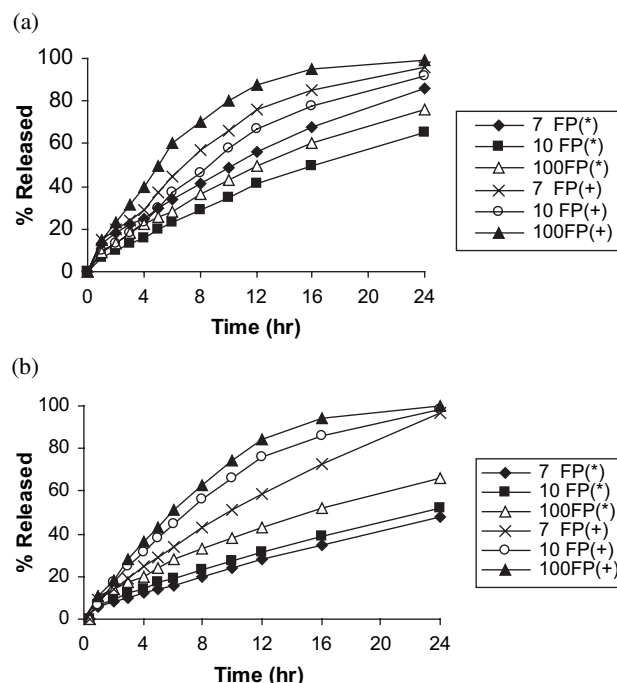 (a)
100
80
60
40
20
0
% Released
0 4 8 12 16 20 24
Time (hr)
7 FP(*)
10 FP(*)
100FP(*)
7 FP(+)
10 FP(+)
100FP(+)
(b)
100
80
60
40
20
0
% Released
0 4 8 12 16 20 24
Time (hr)
7 FP(*)
10 FP(*)
100FP(*)
7 FP(+)
10 FP(+)
100FP(+)